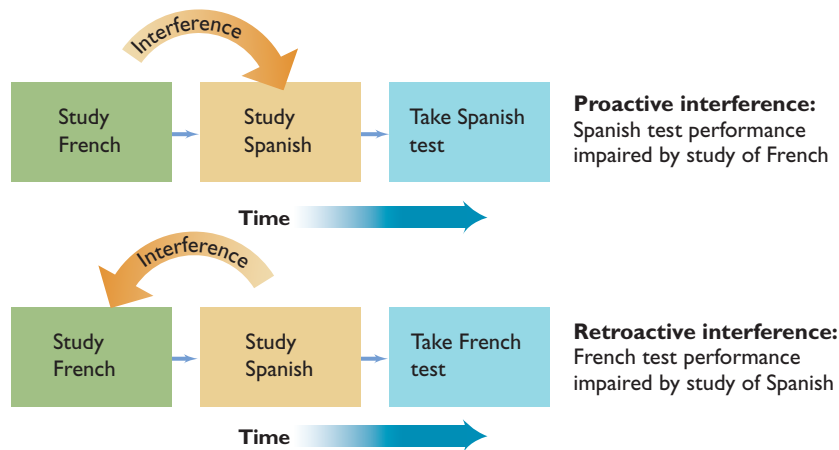 Interference
Study
French
Study
Spanish
Take Spanish
test
Proactive interference:
Spanish test performance
impaired by study of French
Time
Interference
Study
French
Study
Spanish
Take French
test
Retroactive interference:
French test performance
impaired by study of Spanish
Time